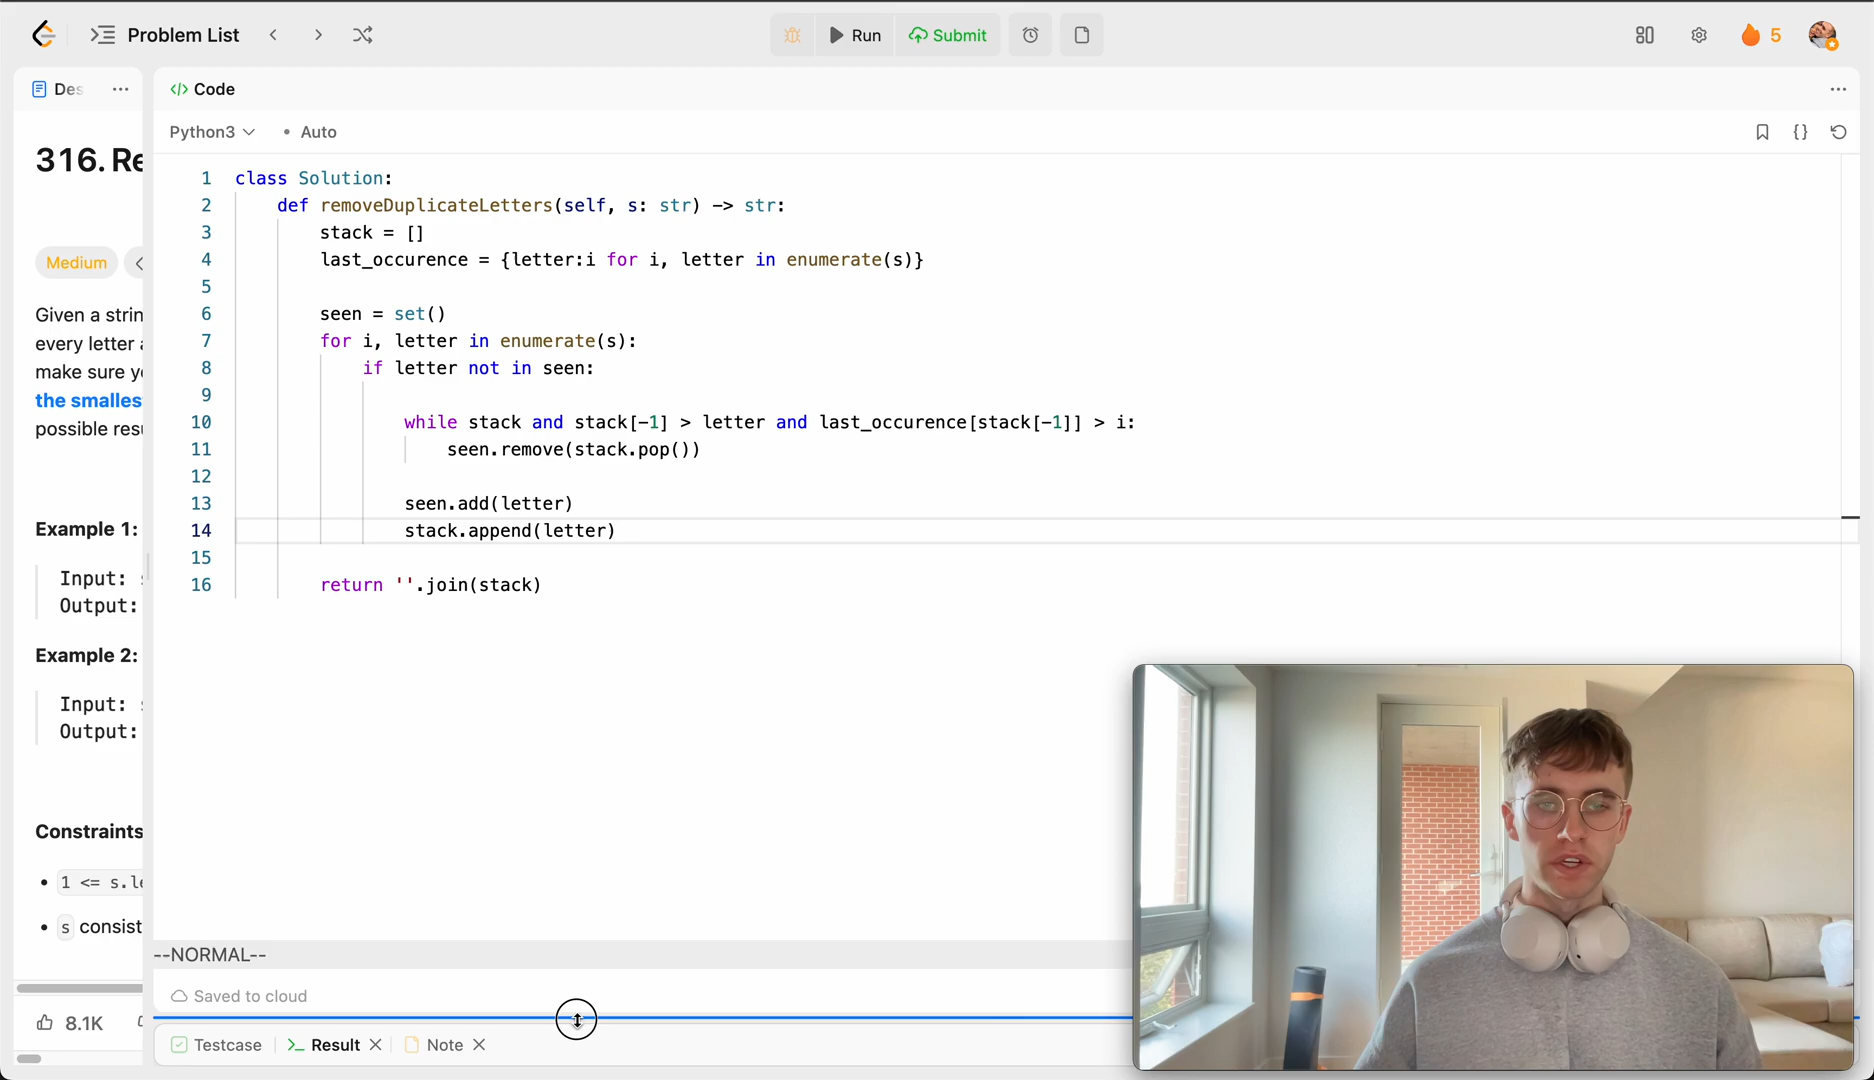 Problem List
Run
Submit
5
Des
</> Code
Python3
Auto
316. Re
Medium
Given a strin
every letter a
make sure yo
the smalles
possible resu
Example 1:
Input: s
Output:
Example 2:
Input: s
Output:
Constraints
1 <= s.le
s consist
8.1K
1 class Solution:
2 def removeDuplicateLetters(self, s: str) -> str:
3 stack = []
4 last_occurence = {letter:i for i, letter in enumerate(s)}
5
6 seen = set()
7 for i, letter in enumerate(s):
8 if letter not in seen:
9
10 while stack and stack[-1] > letter and last_occurence[stack[-1]] > i:
11 seen.remove(stack.pop())
12
13 seen.add(letter)
14 stack.append(letter)
15
16 return ''.join(stack)
--NORMAL--
Saved to cloud
Testcase
>_ Result
Note